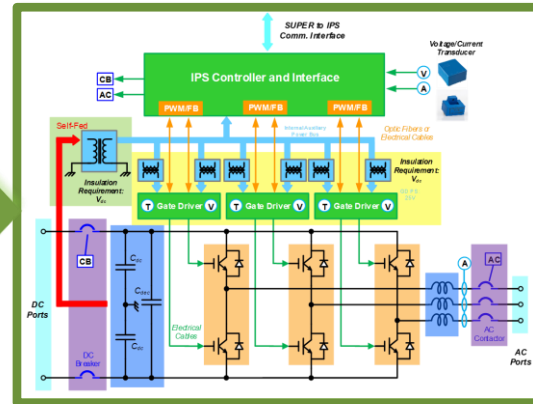 SUPER to IPS
Comm. Interface
Voltage/Current
Transducer
IPS Controller and Interface
CB
AC
V
A
PWM/FB
PWM/FB
PWM/FB
Self-Fed
Internal Auxiliary
Power Bus
Optic Fibers or
Electrical Cables
Insulation
Requirement:
Vdc
Insulation
Requirement:
Vdc
T Gate Driver V
T Gate Driver V
T Gate Driver V
CB
DC
Ports
Electrical
Cables
DC
Breaker
A
AC
AC
Contactor
AC
Ports